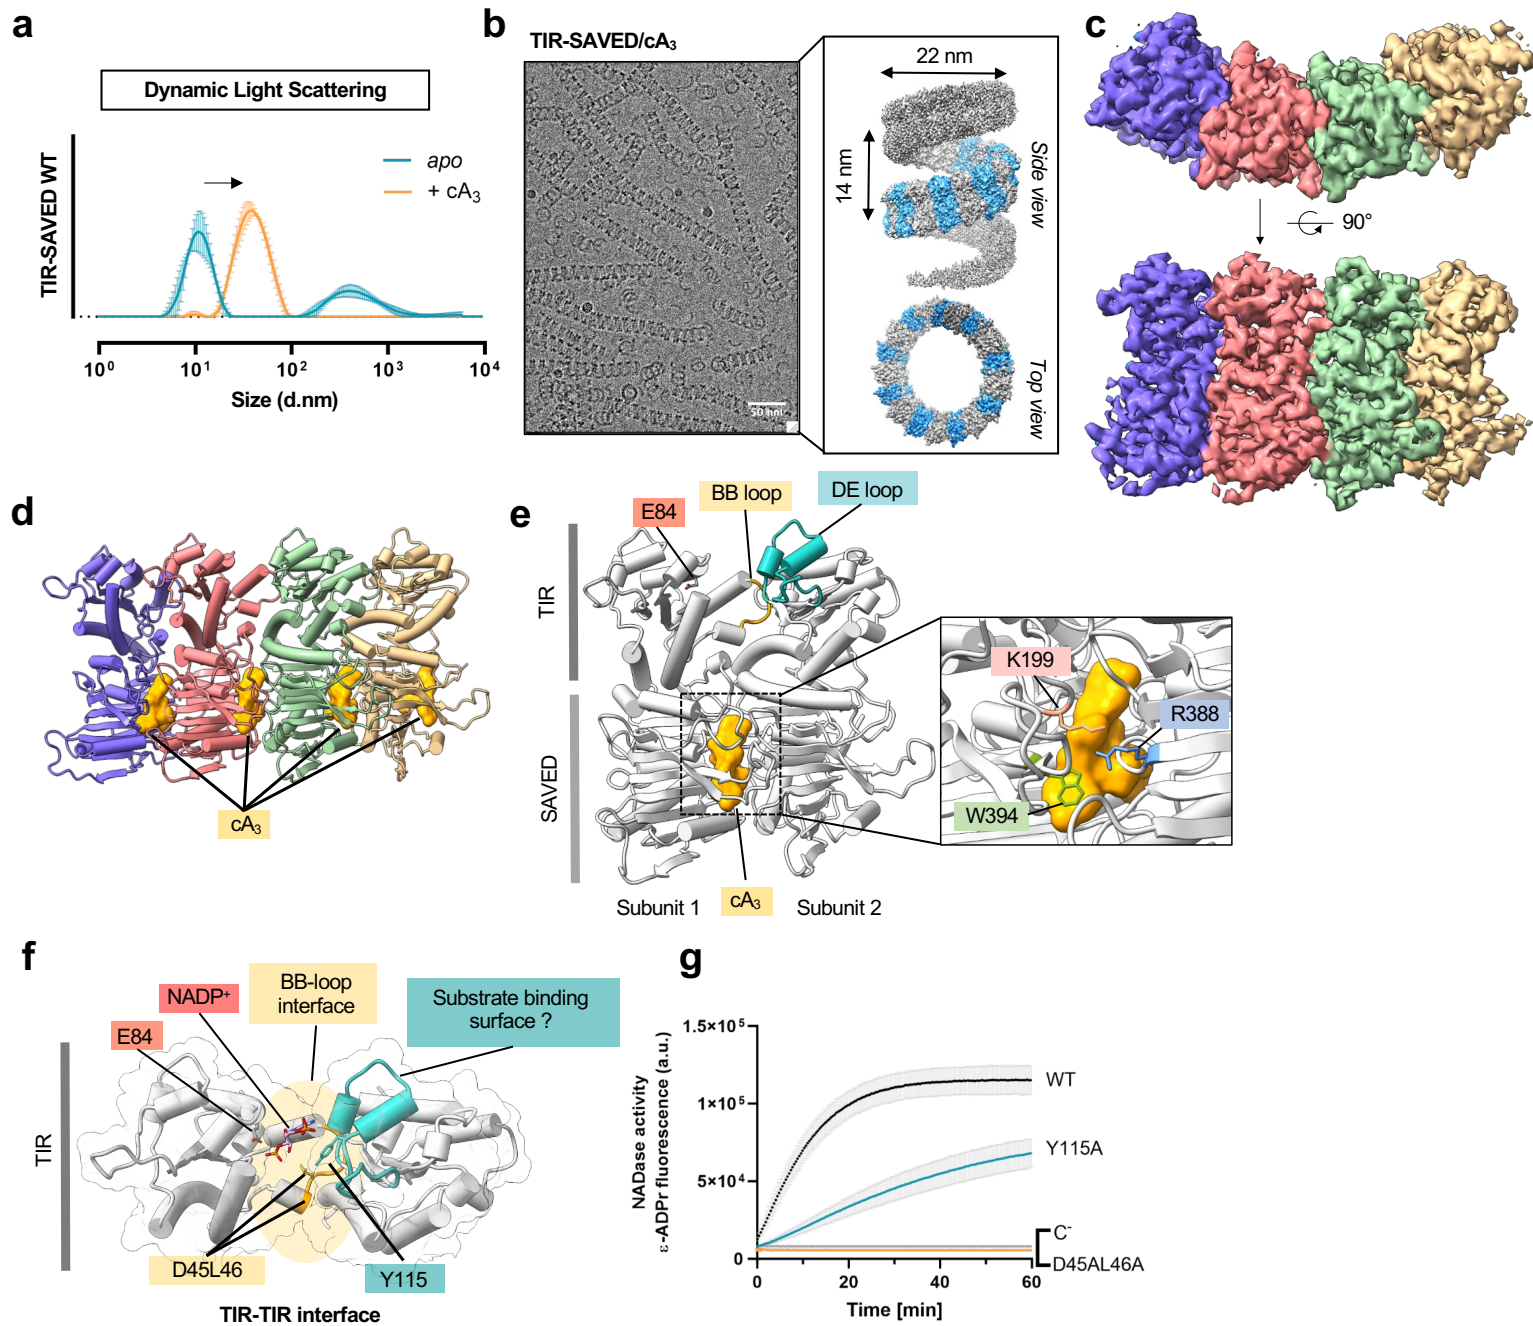 a
Dynamic Light Scattering
TIR-SAVED WT
apo
+ cA₃
10⁰ 10¹ 10² 10³ 10⁴
Size (d.nm)
b
TIR-SAVED/cA₃
50 nm
22 nm
14 nm
Side view
Top view
c
90°
d
cA₃
e
E84
BB loop
DE loop
TIR
SAVED
K199
R388
W394
Subunit 1
cA₃
Subunit 2
f
NADP⁺
BB-loop
interface
Substrate binding
surface ?
E84
TIR
D45L46
Y115
TIR-TIR interface
g
NADase activity
ε-ADPr fluorescence (a.u.)
1.5×10⁵
1×10⁵
5×10⁴
0
WT
Y115A
C⁻
D45AL46A
0 20 40 60
Time [min]